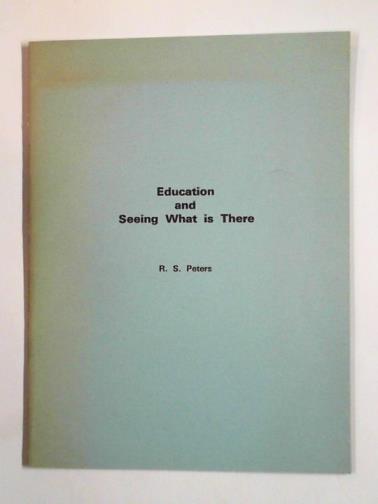 Education
and
Seeing What is There
R. S. Peters